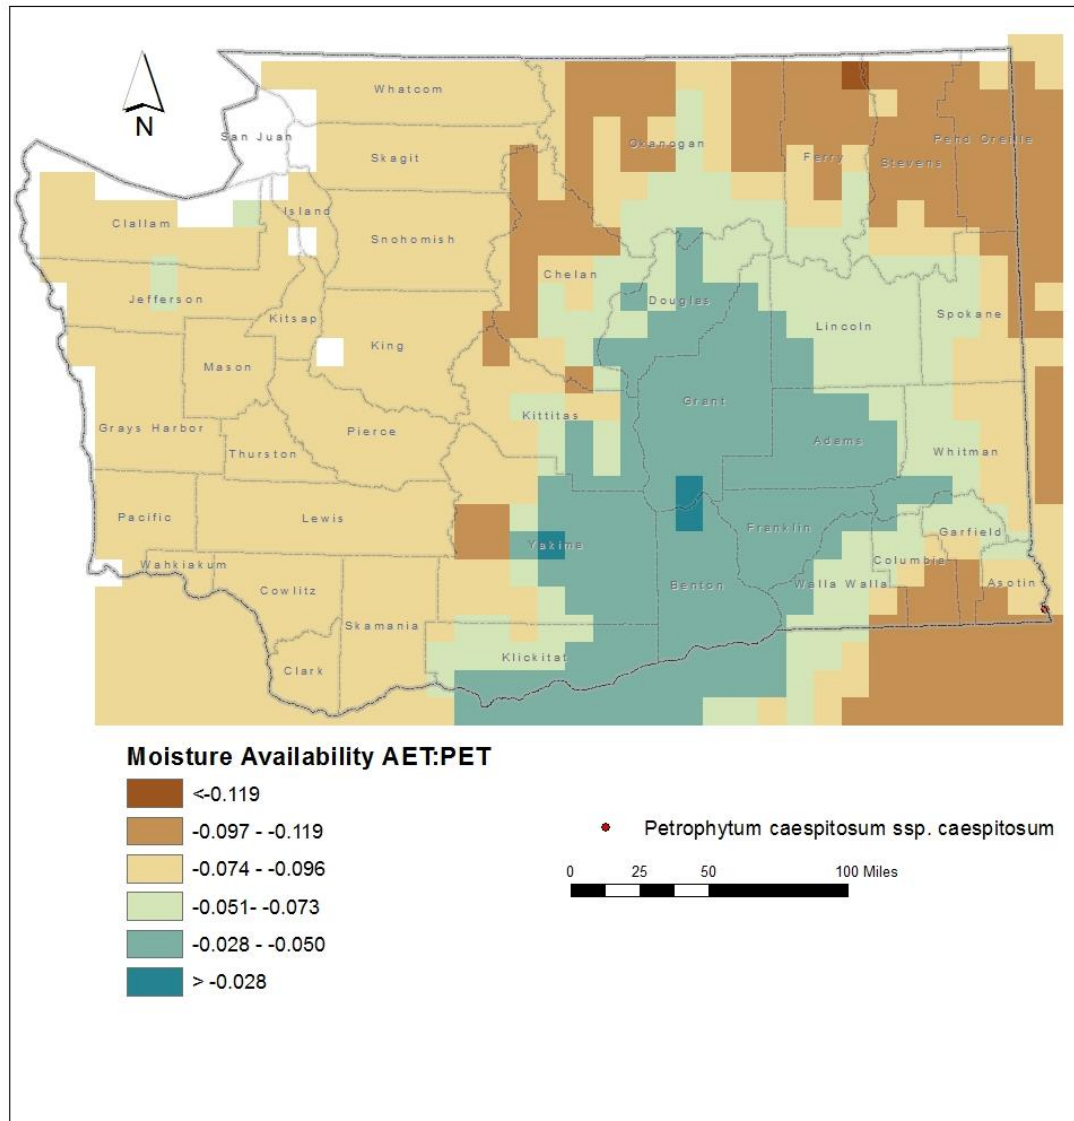 N
Whatcom
San Juan
Skagit
Okanogan
Ferry
Stevens
Pend Oreille
Clallam
Island
Snohomish
Chelan
Jefferson
Kitsap
King
Douglas
Lincoln
Spokane
Mason
Grant
Kittitas
Grays Harbor
Thurston
Pierce
Adams
Whitman
Pacific
Lewis
Yakima
Franklin
Garfield
Wahkiakum
Columbia
Cowlitz
Benton
Walla Walla
Asotin
Skamania
Klickitat
Clark
Moisture Availability AET:PET
<-0.119
-0.097 - -0.119
-0.074 - -0.096
-0.051- -0.073
-0.028 - -0.050
> -0.028
Petrophytum caespitosum ssp. caespitosum
0 25 50 100 Miles